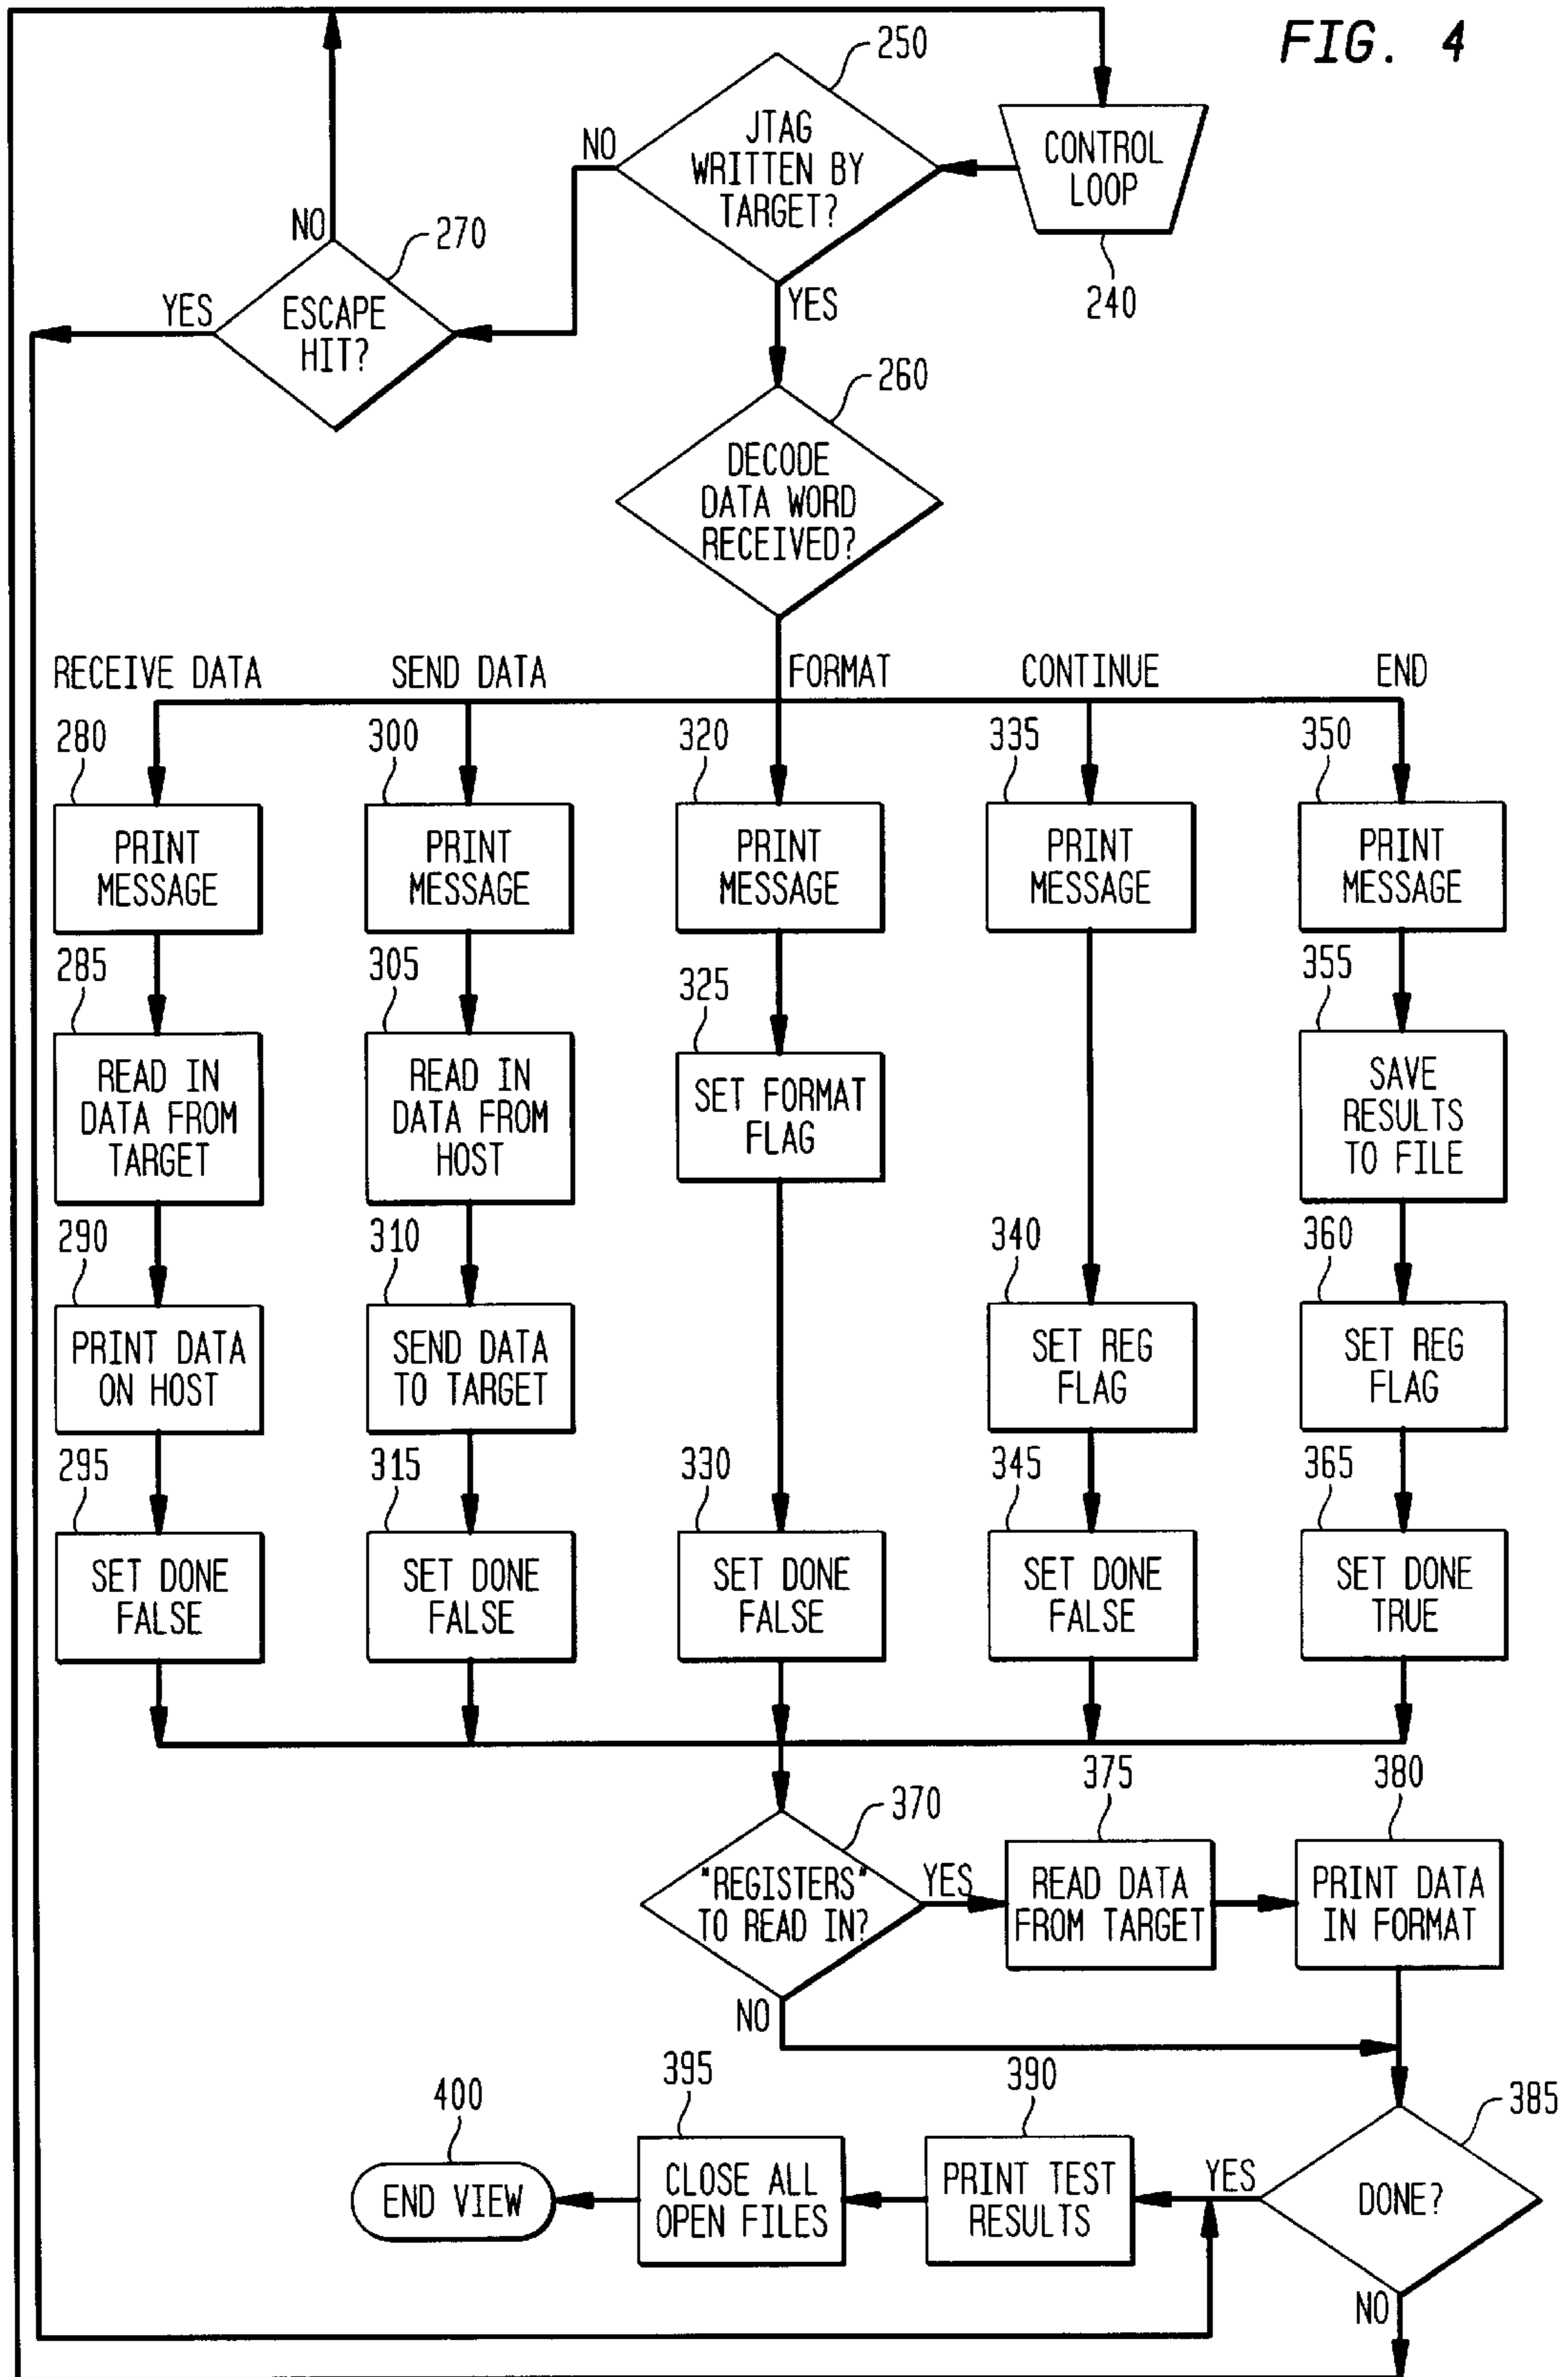 FIG. 4
250
JTAG
WRITTEN BY
TARGET?
NO
CONTROL
LOOP
240
NO
270
YES
ESCAPE
HIT?
YES
260
DECODE
DATA WORD
RECEIVED?
RECEIVE DATA
SEND DATA
FORMAT
CONTINUE
END
280
300
320
335
350
PRINT
MESSAGE
PRINT
MESSAGE
PRINT
MESSAGE
PRINT
MESSAGE
PRINT
MESSAGE
285
305
325
355
READ IN
DATA FROM
TARGET
READ IN
DATA FROM
HOST
SET FORMAT
FLAG
SAVE
RESULTS
TO FILE
290
310
340
360
PRINT DATA
ON HOST
SEND DATA
TO TARGET
SET REG
FLAG
SET REG
FLAG
295
315
330
345
365
SET DONE
FALSE
SET DONE
FALSE
SET DONE
FALSE
SET DONE
FALSE
SET DONE
TRUE
370
375
380
"REGISTERS"
TO READ IN?
YES
READ DATA
FROM TARGET
PRINT DATA
IN FORMAT
NO
400
395
390
385
END VIEW
CLOSE ALL
OPEN FILES
PRINT TEST
RESULTS
YES
DONE?
NO